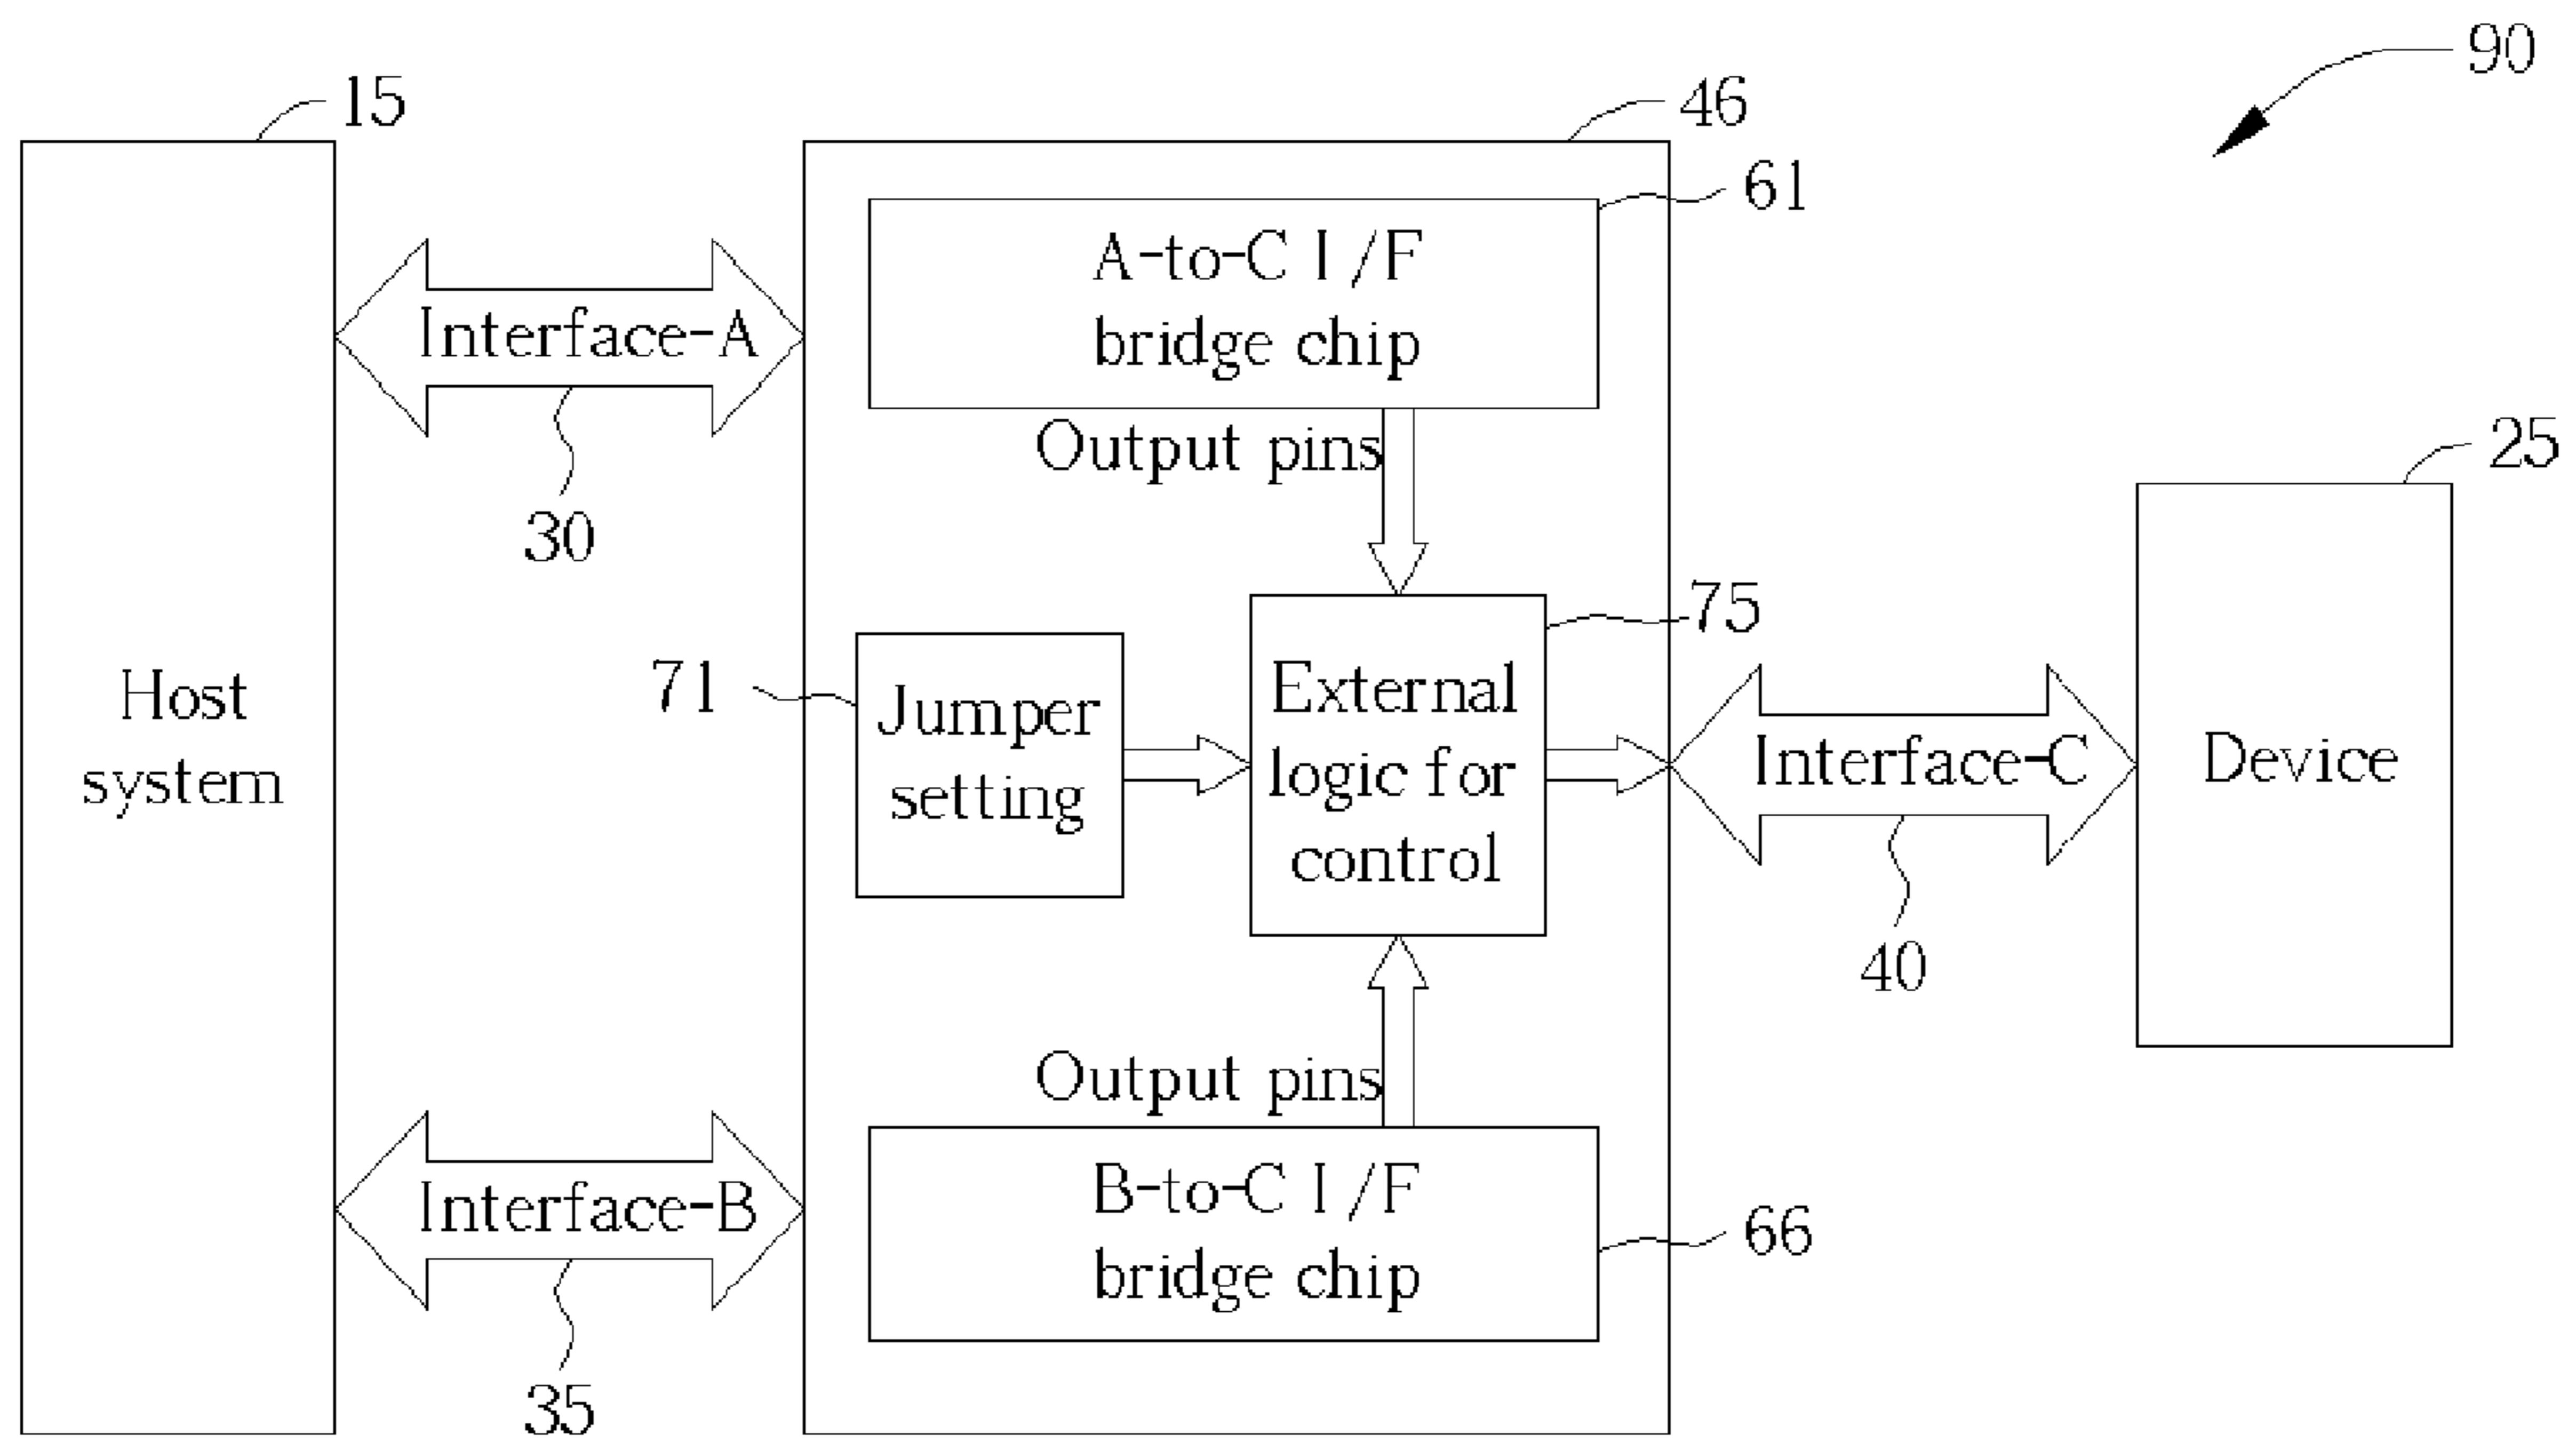 90
15
46
61
A-to-C I/F
bridge chip
Interface-A
Output pins
25
30
75
71
Jumper
setting
External
logic for
control
Host
system
Interface-C
Device
40
Output pins
B-to-C I/F
bridge chip
Interface-B
66
35